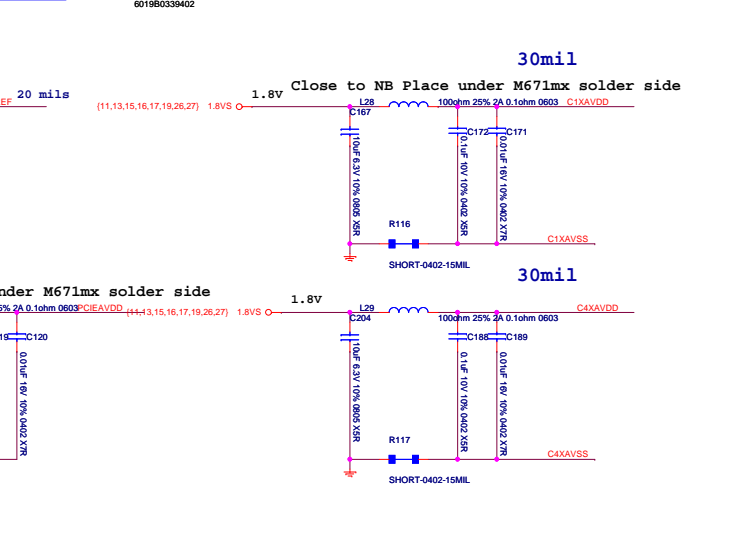 6019B0339402
30mil
Close to NB Place under M671mx solder side
EF 20 mils
{11,13,15,16,17,19,26,27} 1.8VS
1.8V
L28
100ohm 25% 2A 0.1ohm 0603
C1XAVDD
C167
10uF 6.3V 10% 0805 X5R
C172
0.1uF 10V 10% 0402 X5R
C171
0.01uF 16V 10% 0402 X7R
R116
SHORT-0402-15MIL
C1XAVSS
30mil
nder M671mx solder side
5% 2A 0.1ohm 0603
PCIEAVDD
{11,13,15,16,17,19,26,27} 1.8VS
1.8V
L29
100ohm 25% 2A 0.1ohm 0603
C4XAVDD
C204
10uF 6.3V 10% 0805 X5R
C188
0.1uF 10V 10% 0402 X5R
C189
0.01uF 16V 10% 0402 X7R
19
C120
0.01uF 16V 10% 0402 X7R
R117
SHORT-0402-15MIL
C4XAVSS